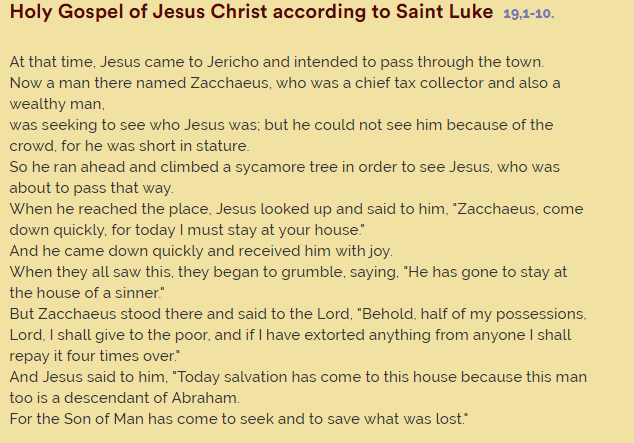 Holy Gospel of Jesus Christ according to Saint Luke 19,1-10.
At that time, Jesus came to Jericho and intended to pass through the town.
Now a man there named Zacchaeus, who was a chief tax collector and also a
wealthy man,
was seeking to see who Jesus was; but he could not see him because of the
crowd, for he was short in stature.
So he ran ahead and climbed a sycamore tree in order to see Jesus, who was
about to pass that way.
When he reached the place, Jesus looked up and said to him, "Zacchaeus, come
down quickly, for today I must stay at your house."
And he came down quickly and received him with joy.
When they all saw this, they began to grumble, saying, "He has gone to stay at
the house of a sinner."
But Zacchaeus stood there and said to the Lord, "Behold, half of my possessions,
Lord, I shall give to the poor, and if I have extorted anything from anyone I shall
repay it four times over."
And Jesus said to him, "Today salvation has come to this house because this man
too is a descendant of Abraham.
For the Son of Man has come to seek and to save what was lost."